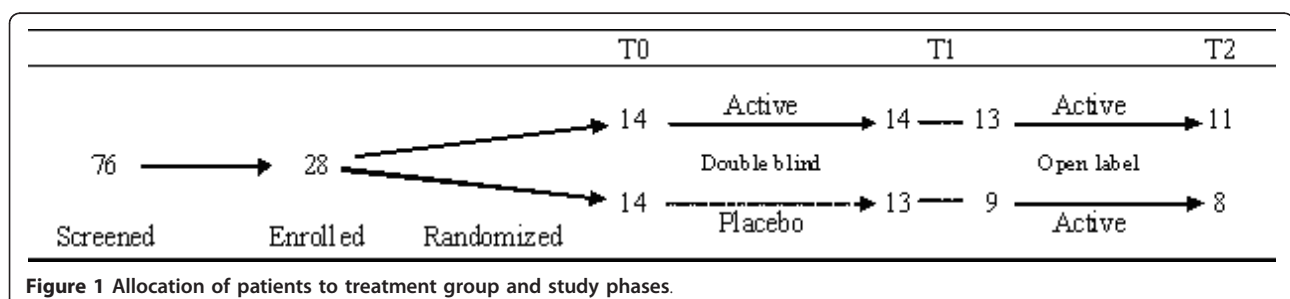 T0 T1 T2
14 Active 14 13 Active 11
76 28 Double blind Open label
14 Placebo 13 9 Active 8
Screened Enrolled Randomized
Figure 1 Allocation of patients to treatment group and study phases.